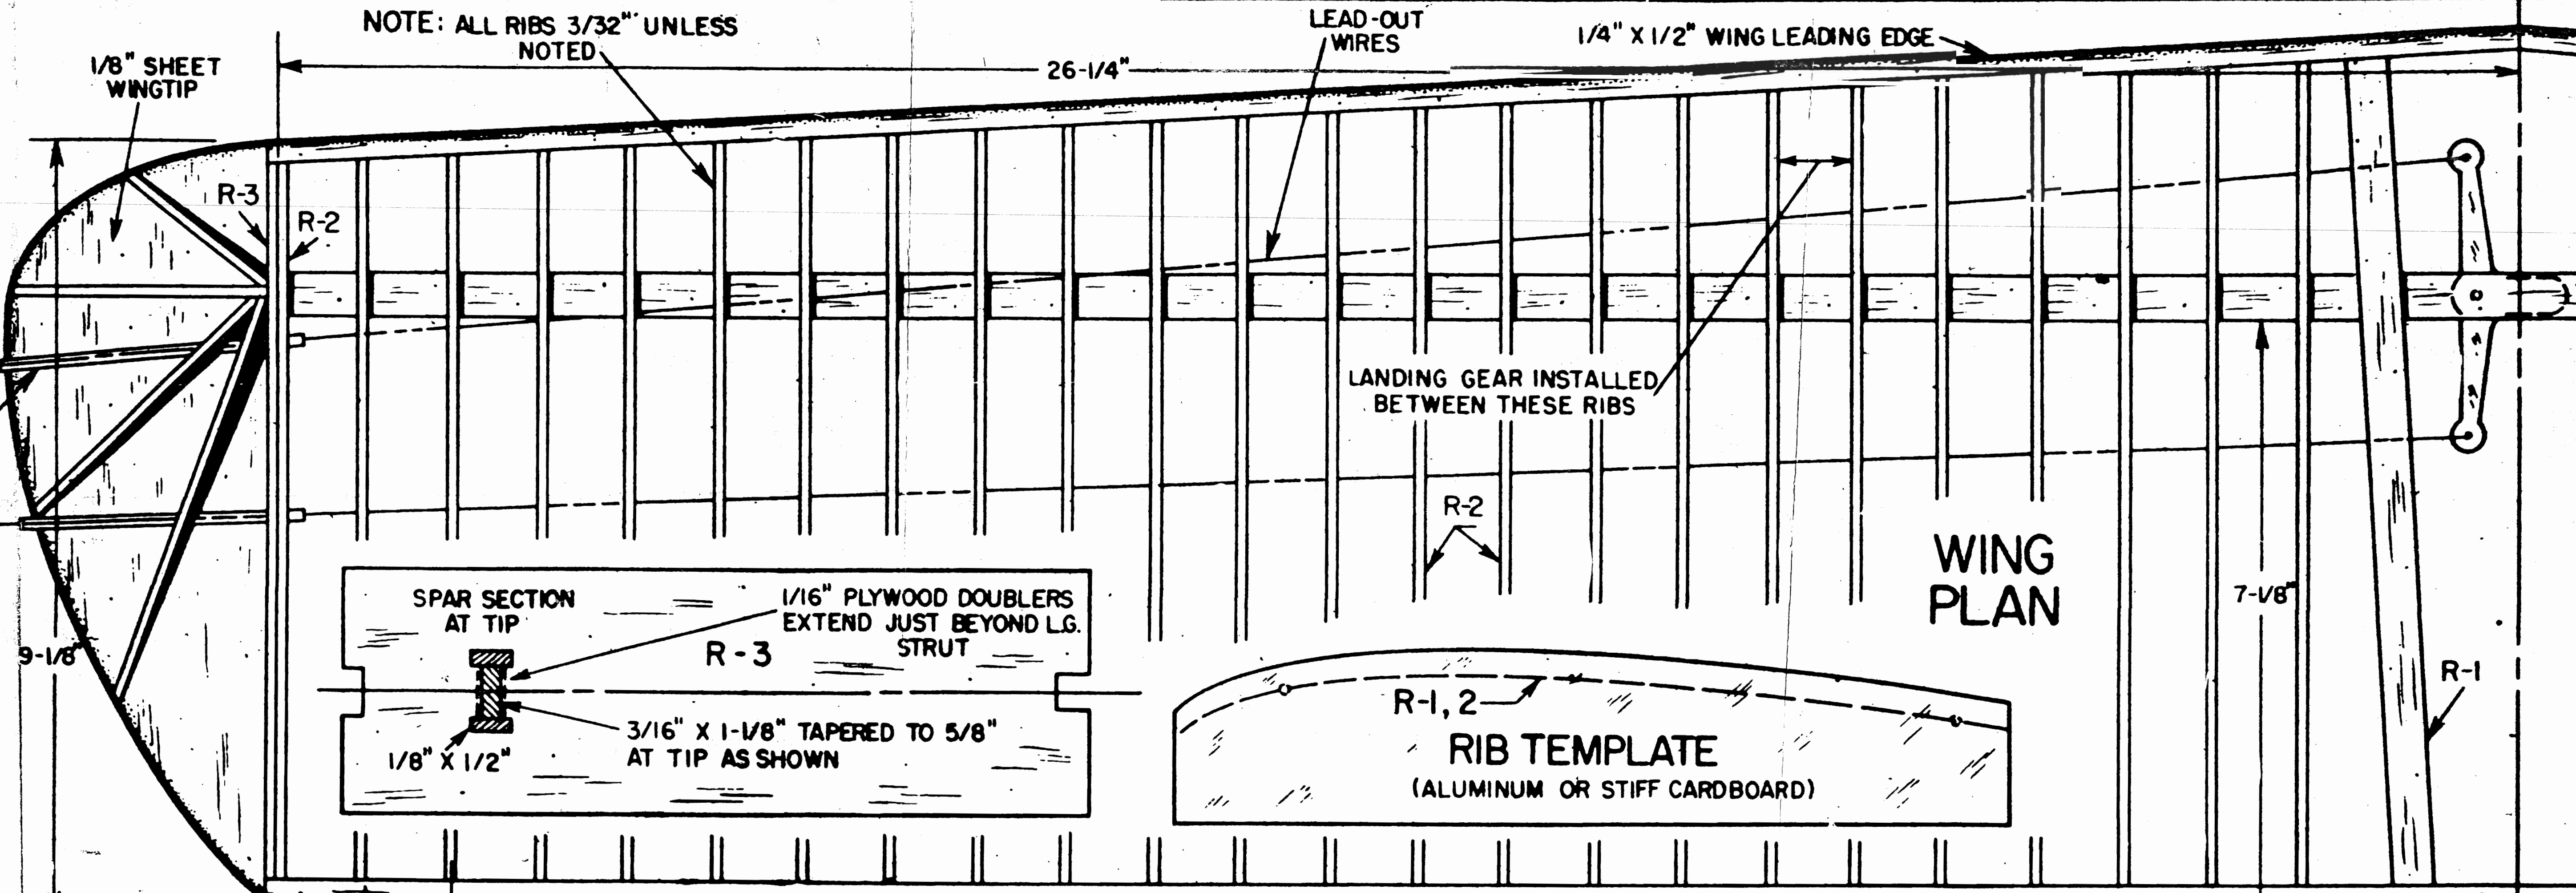 NOTE: ALL RIBS 3/32" UNLESS
NOTED
LEAD-OUT
WIRES
1/4" X 1/2" WING LEADING EDGE
1/8" SHEET
WINGTIP
26-1/4"
R-3
R-2
LANDING GEAR INSTALLED
BETWEEN THESE RIBS
R-2
WING
PLAN
7-1/8"
9-1/8"
SPAR SECTION
AT TIP
1/16" PLYWOOD DOUBLERS
EXTEND JUST BEYOND L.G.
STRUT
R-3
3/16" X 1-1/8" TAPERED TO 5/8"
AT TIP AS SHOWN
1/8" X 1/2"
R-1, 2
RIB TEMPLATE
(ALUMINUM OR STIFF CARDBOARD)
R-1